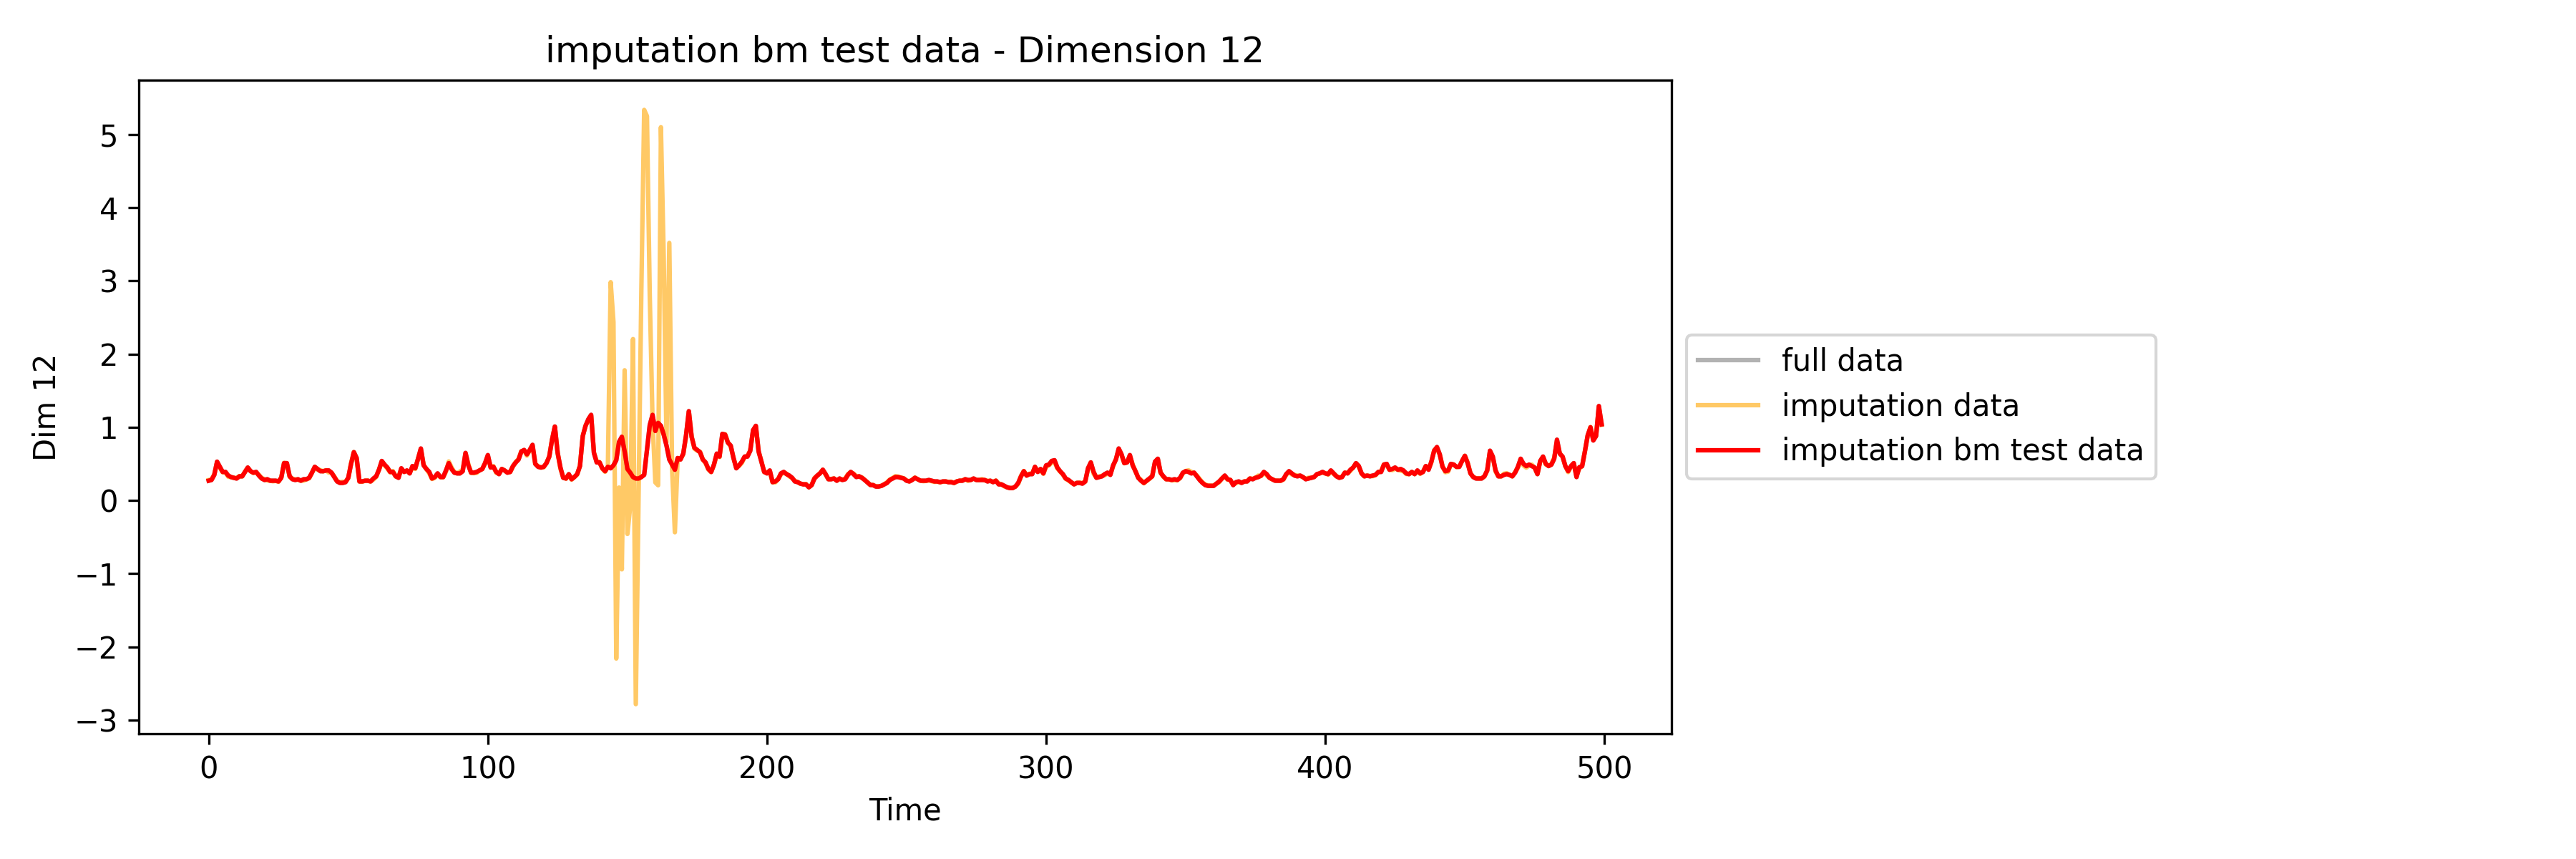 imputation bm test data - Dimension 12
5
4
3
2
1
0
−1
−2
−3
Dim 12
0 100 200 300 400 500
Time
full data
imputation data
imputation bm test data